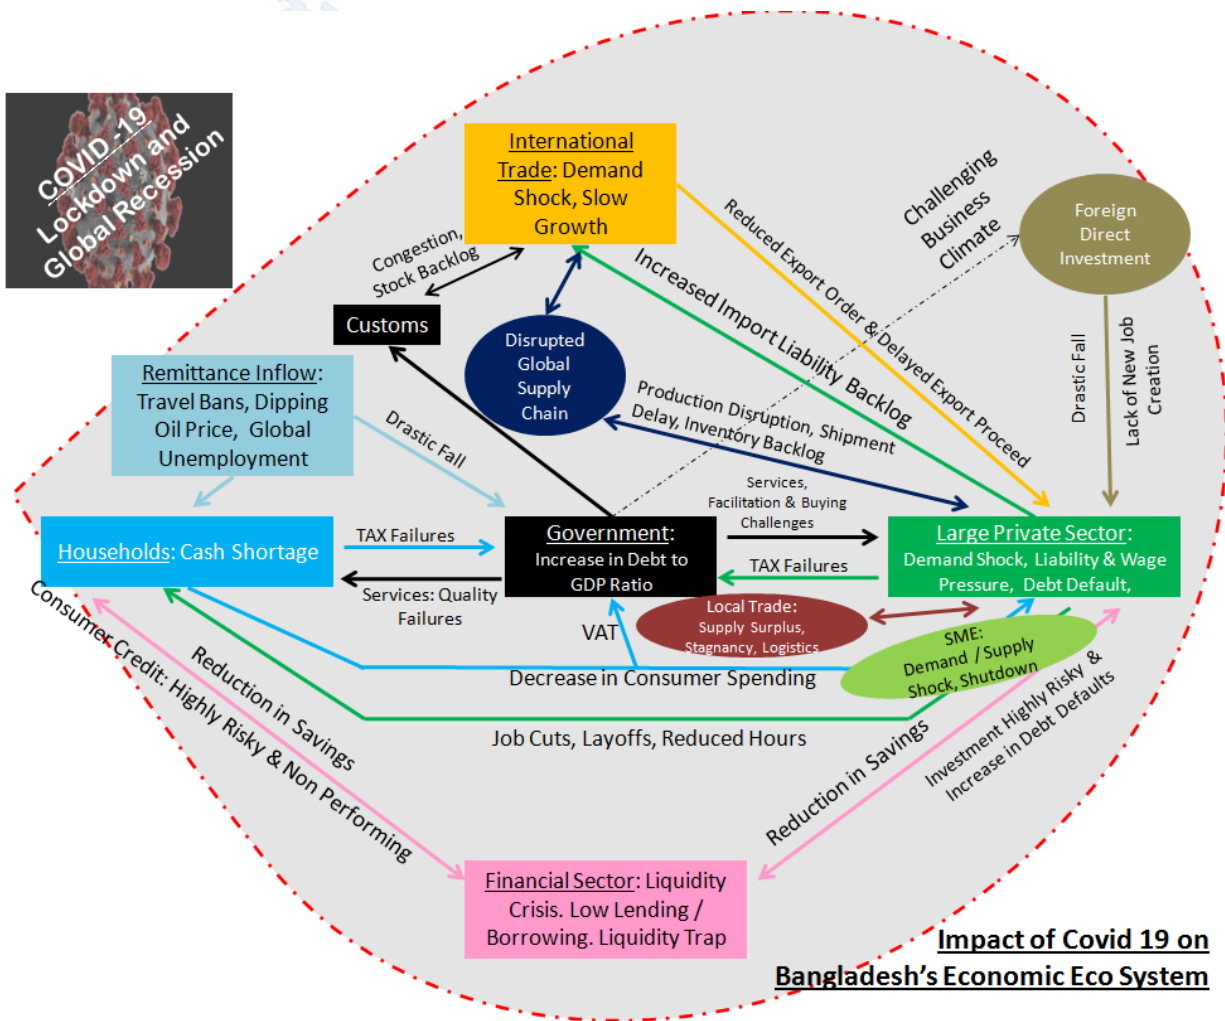 COVID -19
Lockdown and
Global Recession
International
Trade: Demand
Shock, Slow
Growth
Challenging
Business
Climate
Foreign
Direct
Investment
Congestion,
Stock Backlog
Customs
Reduced Export Order & Delayed Export Proceed
Increased Import Liability Backlog
Disrupted
Global
Supply
Chain
Production Disruption, Shipment
Delay, Inventory Backlog
Drastic Fall
Lack of New Job
Creation
Remittance Inflow:
Travel Bans, Dipping
Oil Price, Global
Unemployment
Drastic Fall
Services,
Facilitation & Buying
Challenges
Households: Cash Shortage
TAX Failures
Government:
Increase in Debt to
GDP Ratio
Large Private Sector:
Demand Shock, Liability & Wage
Pressure, Debt Default,
TAX Failures
Services: Quality
Failures
Local Trade:
Supply Surplus,
Stagnancy, Logistics
VAT
SME:
Demand / Supply
Shock, Shutdown
Decrease in Consumer Spending
Job Cuts, Layoffs, Reduced Hours
Reduction in Savings
Consumer Credit: Highly Risky & Non Performing
Reduction in Savings
Investment Highly Risky &
Increase in Debt Defaults
Financial Sector: Liquidity
Crisis. Low Lending /
Borrowing. Liquidity Trap
Impact of Covid 19 on
Bangladesh's Economic Eco System